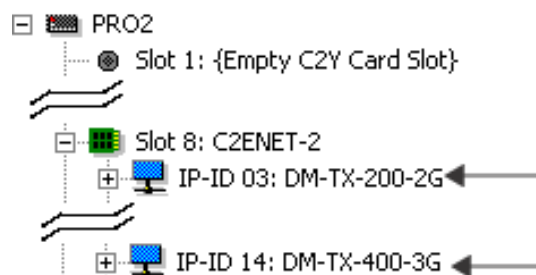 PRO2
Slot 1: {Empty C2Y Card Slot}
Slot 8: C2ENET-2
IP-ID 03: DM-TX-200-2G
IP-ID 14: DM-TX-400-3G